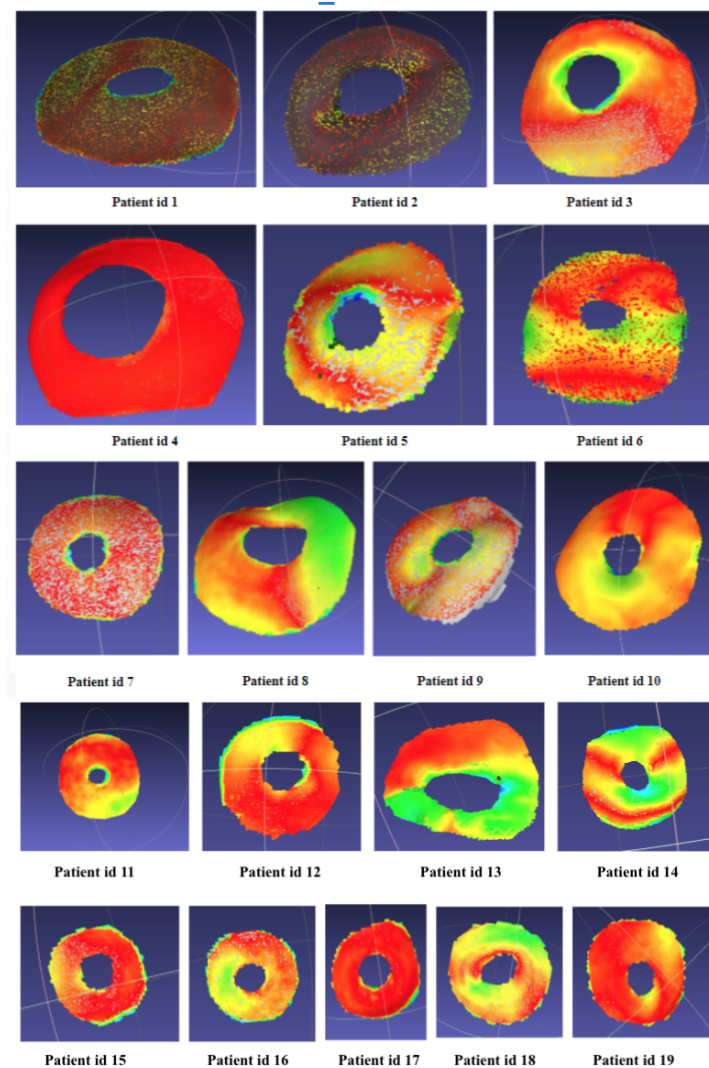 Patient id 1 Patient id 2 Patient id 3
Patient id 4 Patient id 5 Patient id 6
Patient id 7 Patient id 8 Patient id 9 Patient id 10
Patient id 11 Patient id 12 Patient id 13 Patient id 14
Patient id 15 Patient id 16 Patient id 17 Patient id 18 Patient id 19